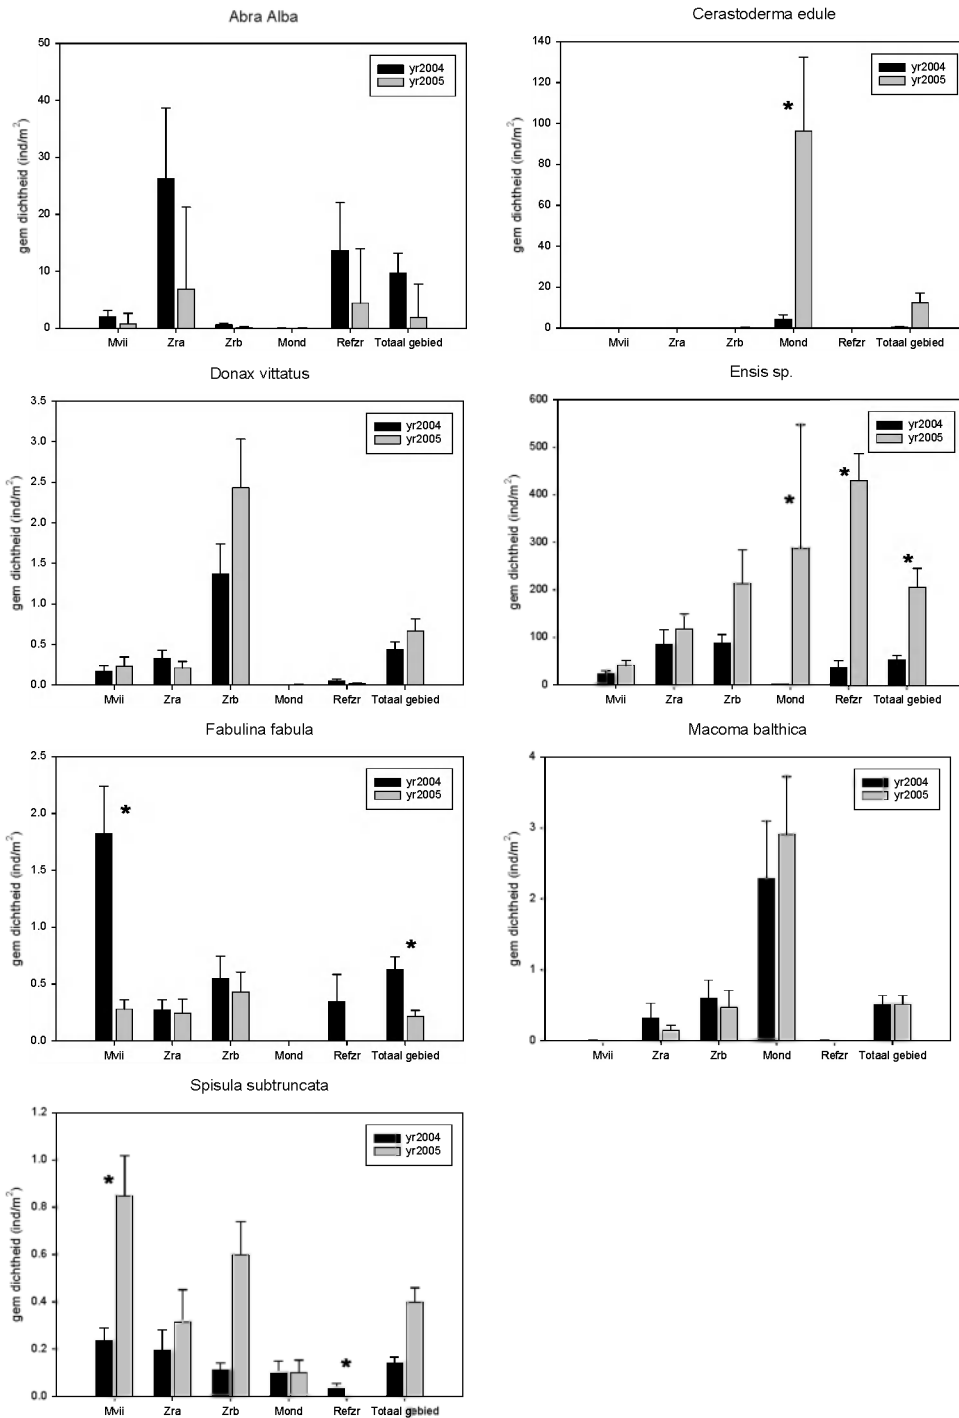 Abra Alba
50
40
30
20
10
0
gem dichtheid (ind/m²)
yr2004
yr2005
Mvii Zra Zrb Mond Refzr Totaal gebied
Cerastoderma edule
140
120
100
80
60
40
20
0
gem dichtheid (ind/m²)
yr2004
yr2005
*
Mvii Zra Zrb Mond Refzr Totaal gebied
Donax vittatus
3.5
3.0
2.5
2.0
1.5
1.0
0.5
0.0
gem dichtheid (ind/m²)
yr2004
yr2005
Mvii Zra Zrb Mond Refzr Totaal gebied
Ensis sp.
600
500
400
300
200
100
0
gem dichtheid (ind/m²)
yr2004
yr2005
* * *
Mvii Zra Zrb Mond Refzr Totaal gebied
Fabulina fabula
2.5
2.0
1.5
1.0
0.5
0.0
gem dichtheid (ind/m²)
yr2004
yr2005
* *
Mvii Zra Zrb Mond Refzr Totaal gebied
Macoma balthica
4
3
2
1
0
gem dichtheid (ind/m²)
yr2004
yr2005
Mvii Zra Zrb Mond Refzr Totaal gebied
Spisula subtruncata
1.2
1.0
0.8
0.6
0.4
0.2
0.0
gem dichtheid (ind/m²)
yr2004
yr2005
* *
Mvii Zra Zrb Mond Refzr Totaal gebied